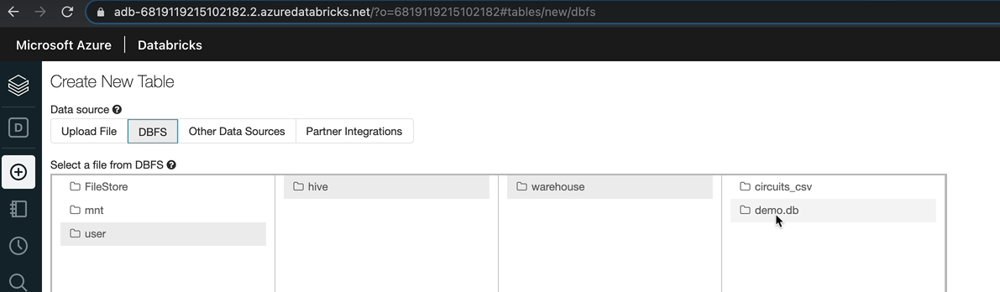 adb-6819119215102182.2.azuredatabricks.net/?o=6819119215102182#tables/new/dbfs
Microsoft Azure | Databricks
Create New Table
Data source ?
Upload File DBFS Other Data Sources Partner Integrations
D
Select a file from DBFS ?
FileStore hive warehouse circuits_csv
mnt demo.db
user